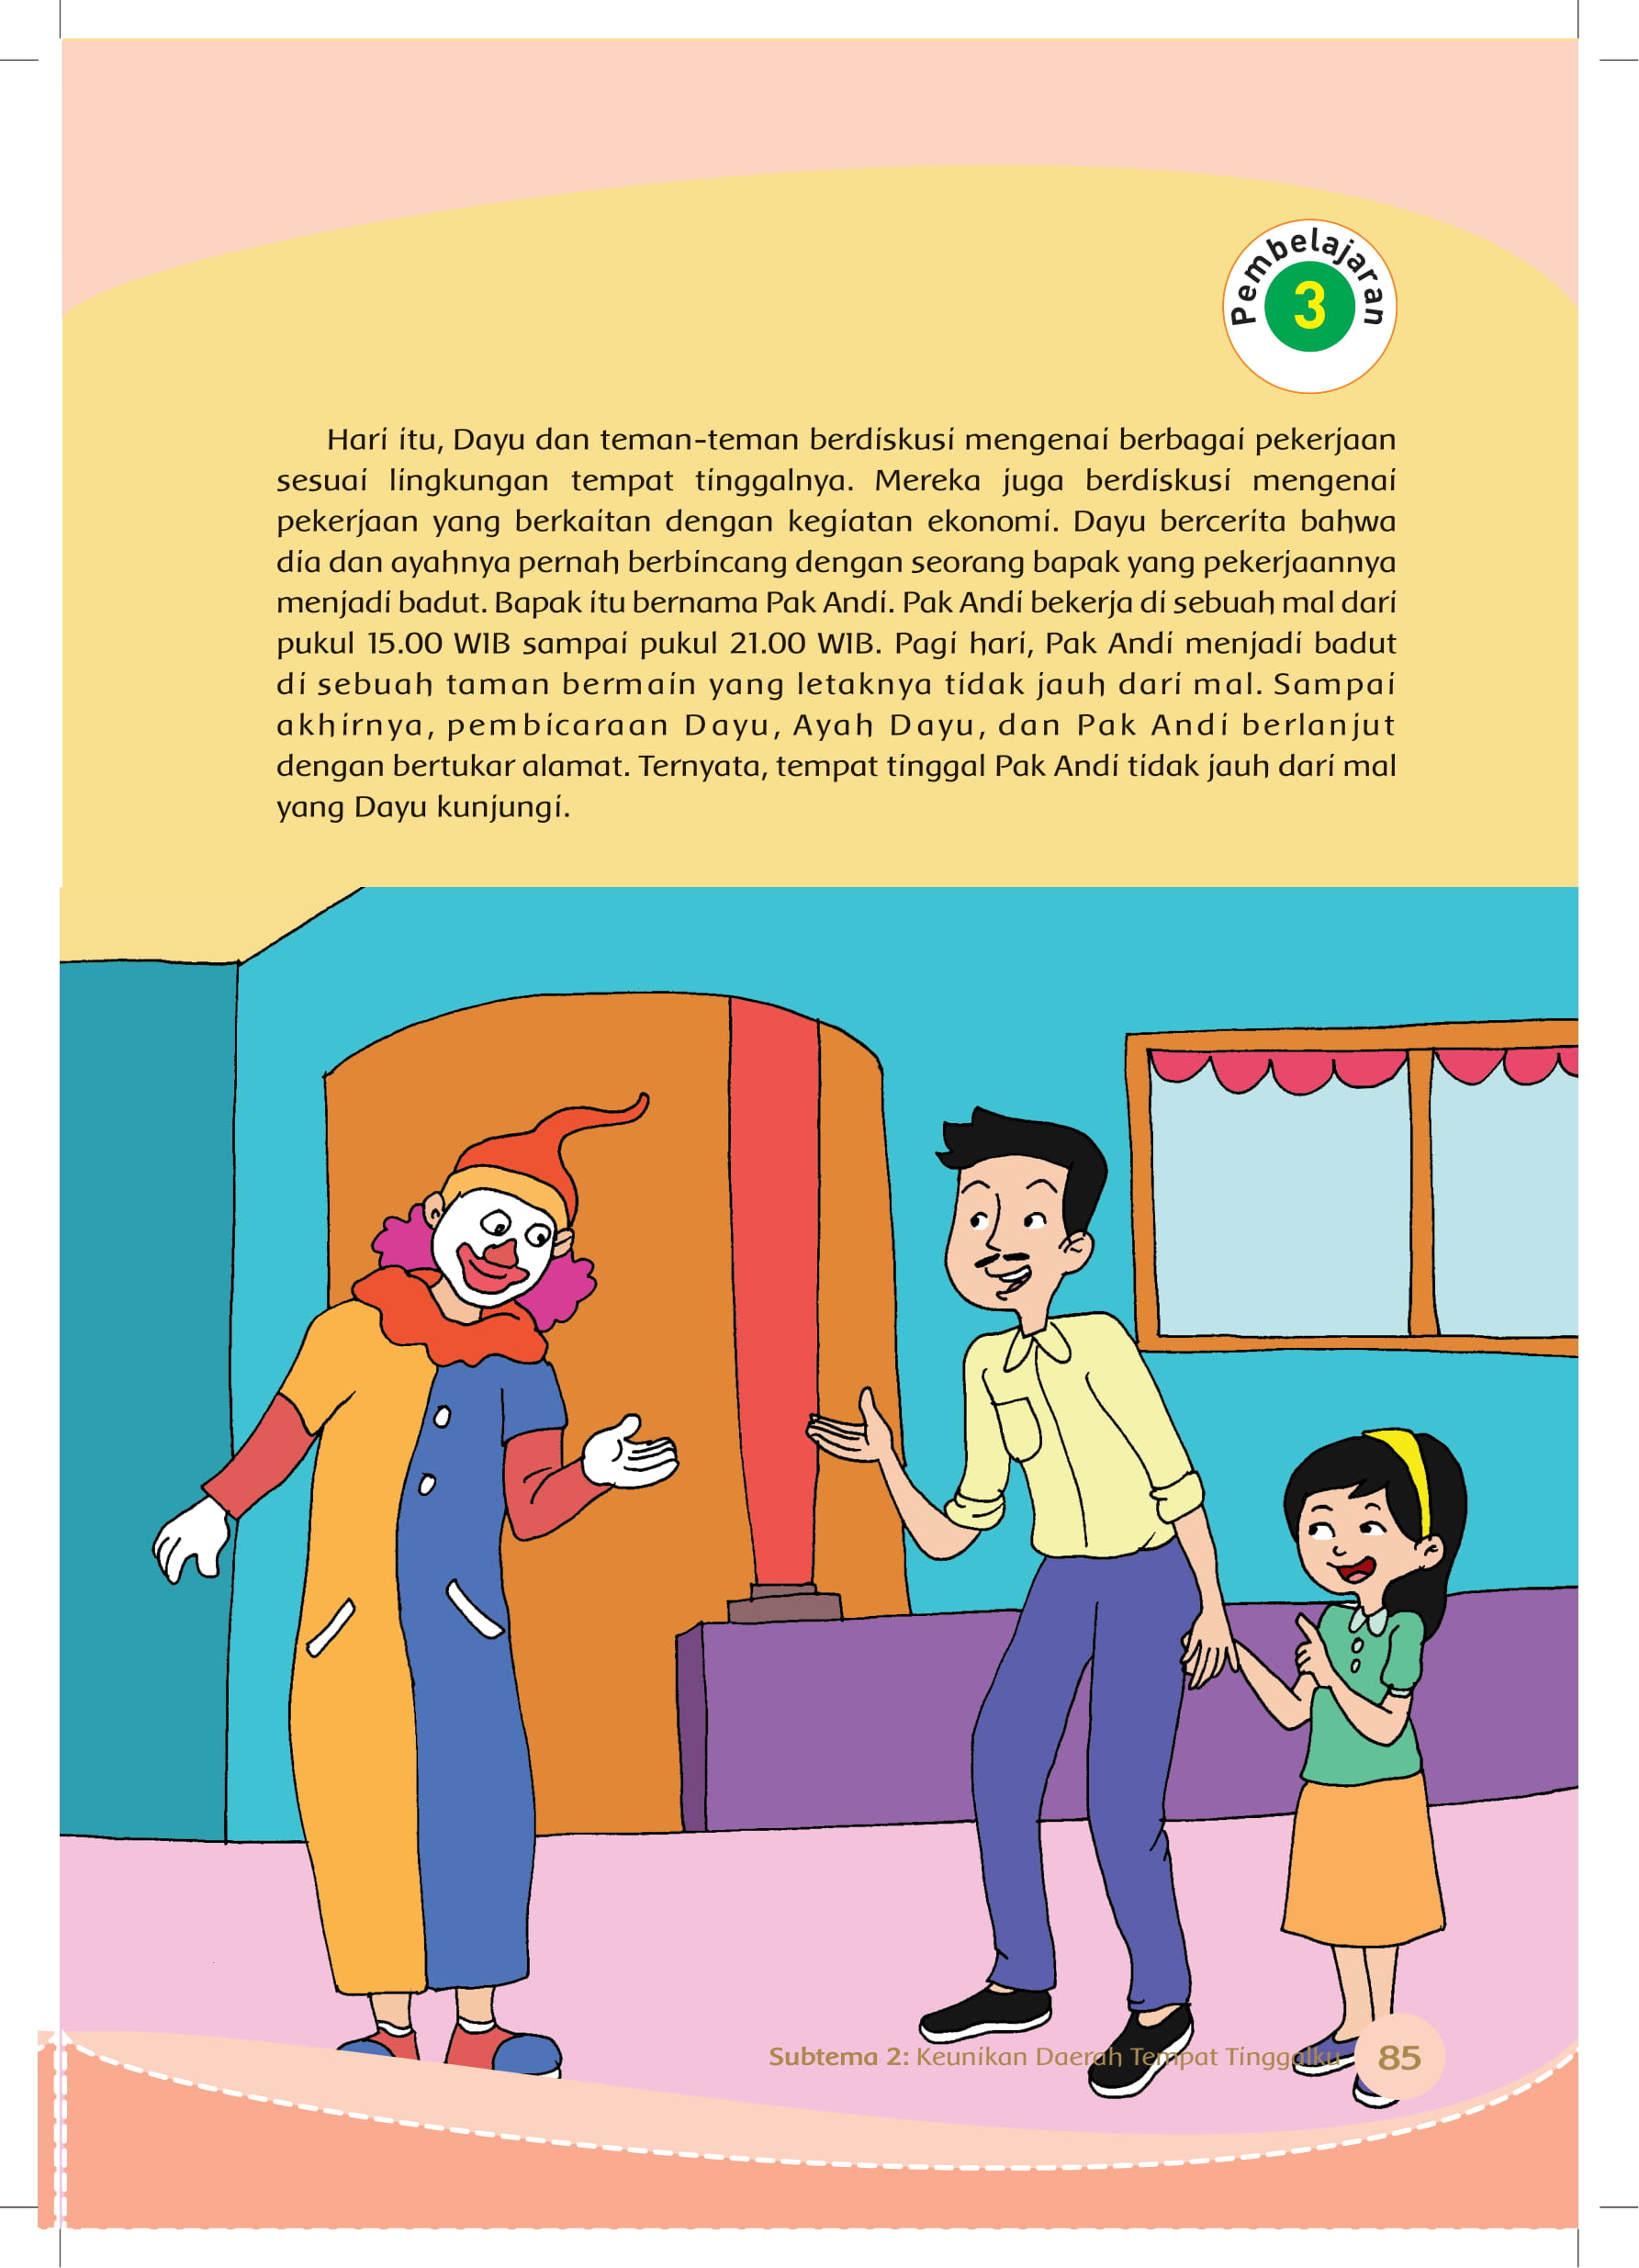 Pembelajaran
3
Hari itu, Dayu dan teman-teman berdiskusi mengenai berbagai pekerjaan
sesuai lingkungan tempat tinggalnya. Mereka juga berdiskusi mengenai
pekerjaan yang berkaitan dengan kegiatan ekonomi. Dayu bercerita bahwa
dia dan ayahnya pernah berbincang dengan seorang bapak yang pekerjaannya
menjadi badut. Bapak itu bernama Pak Andi. Pak Andi bekerja di sebuah mal dari
pukul 15.00 WIB sampai pukul 21.00 WIB. Pagi hari, Pak Andi menjadi badut
di sebuah taman bermain yang letaknya tidak jauh dari mal. Sampai
akhirnya, pembicaraan Dayu, Ayah Dayu, dan Pak Andi berlanjut
dengan bertukar alamat. Ternyata, tempat tinggal Pak Andi tidak jauh dari mal
yang Dayu kunjungi.
Subtema 2: Keunikan Daerah Tempat Tinggalku 85